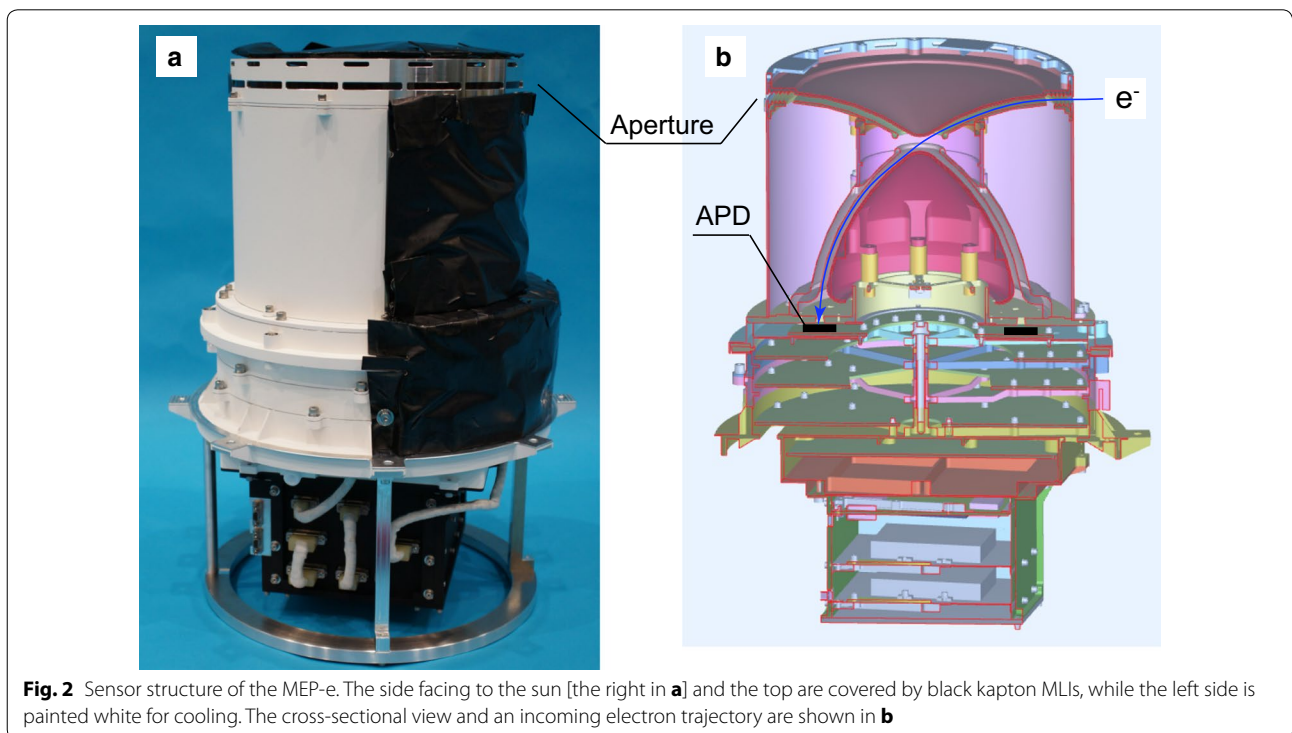 a
b
Aperture
e-
APD
Fig. 2 Sensor structure of the MEP-e. The side facing to the sun [the right in a] and the top are covered by black kapton MLIs, while the left side is
painted white for cooling. The cross-sectional view and an incoming electron trajectory are shown in b